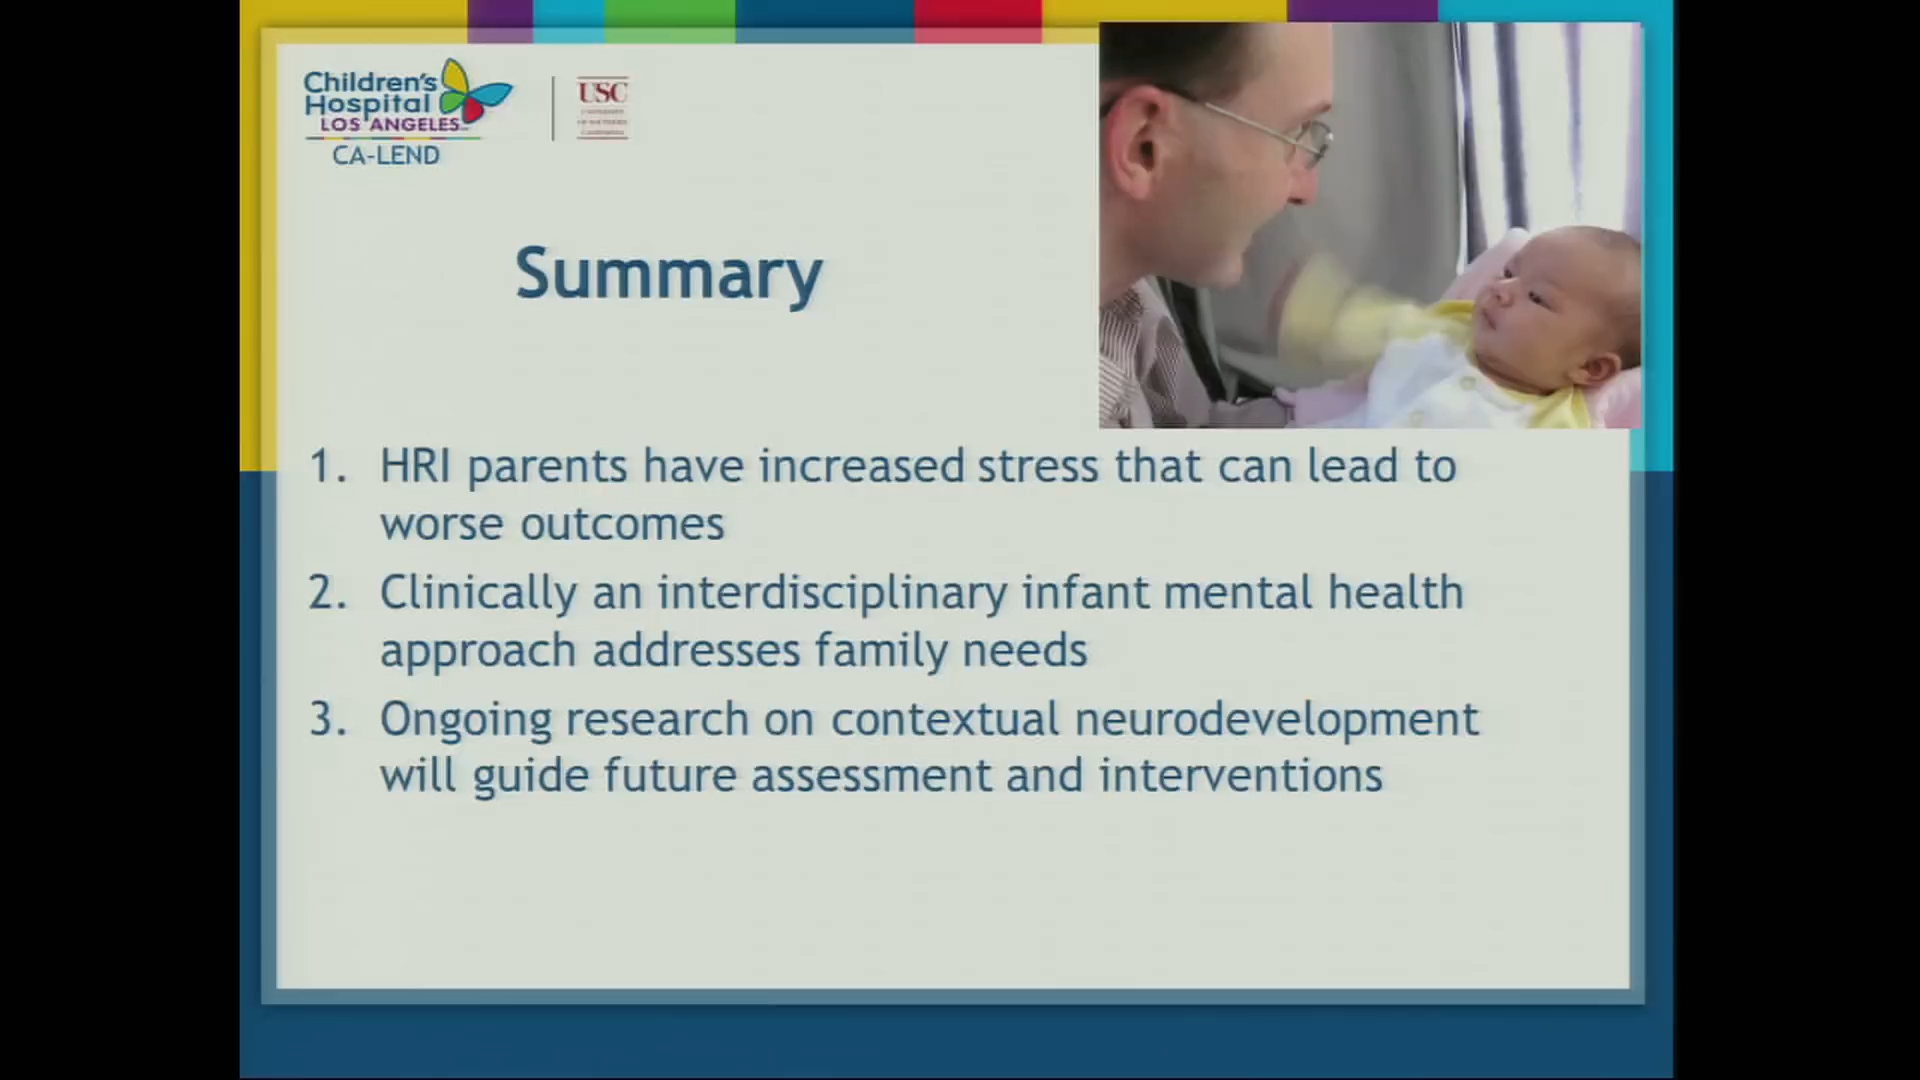 Children's
Hospital
LOS ANGELES
CA-LEND
USC
Summary
1. HRI parents have increased stress that can lead to
worse outcomes
2. Clinically an interdisciplinary infant mental health
approach addresses family needs
3. Ongoing research on contextual neurodevelopment
will guide future assessment and interventions